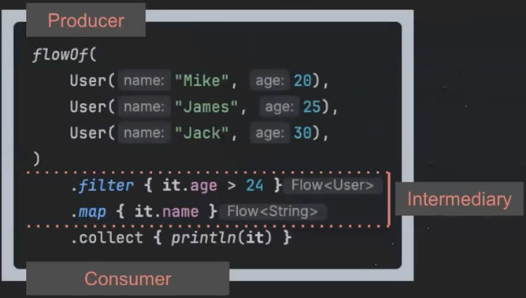 Producer
flowOf(
User( name: "Mike", age: 20),
User( name: "James", age: 25),
User( name: "Jack", age: 30),
)
.filter { it.age > 24 } Flow<User>
.map { it.name } Flow<String>
Intermediary
.collect { println(it) }
Consumer